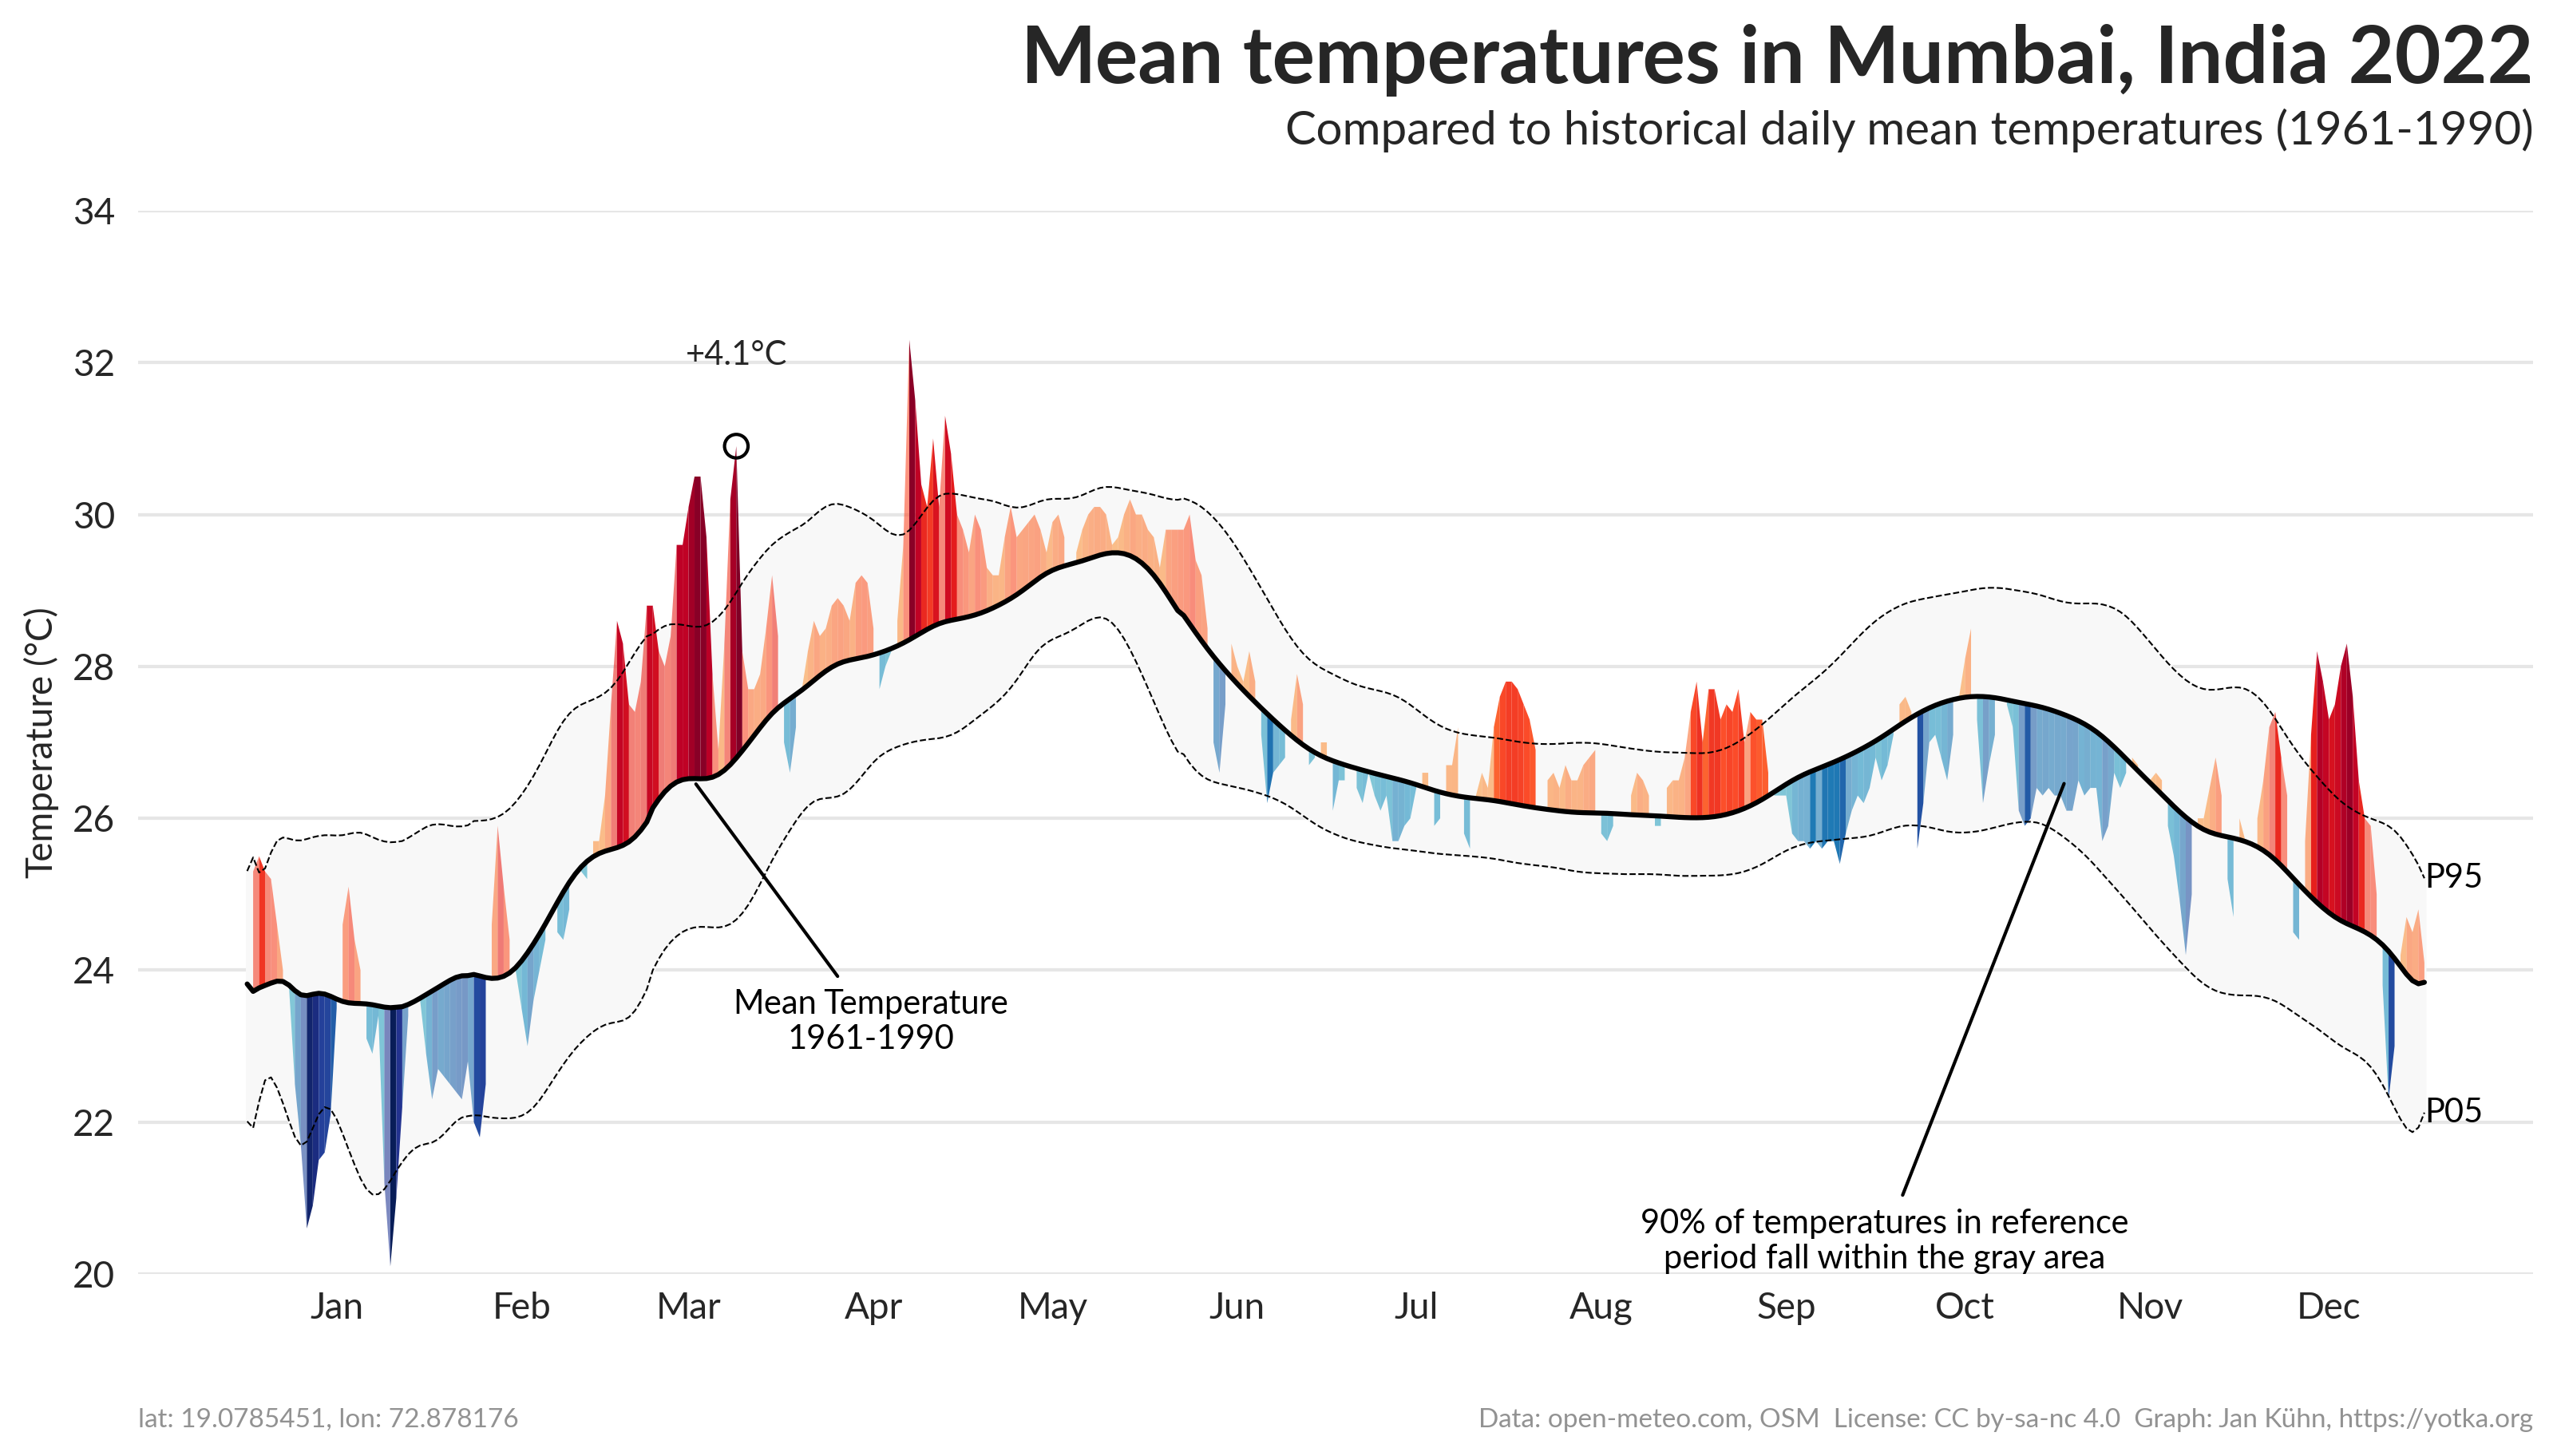 Mean temperatures in Mumbai, India 2022
Compared to historical daily mean temperatures (1961-1990)
Temperature (°C)
34
32
30
28
26
24
22
20
+4.1°C
Mean Temperature
1961-1990
90% of temperatures in reference
period fall within the gray area
P95
P05
Jan Feb Mar Apr May Jun Jul Aug Sep Oct Nov Dec
lat: 19.0785451, lon: 72.878176
Data: open-meteo.com, OSM License: CC by-sa-nc 4.0 Graph: Jan Kühn, https://yotka.org